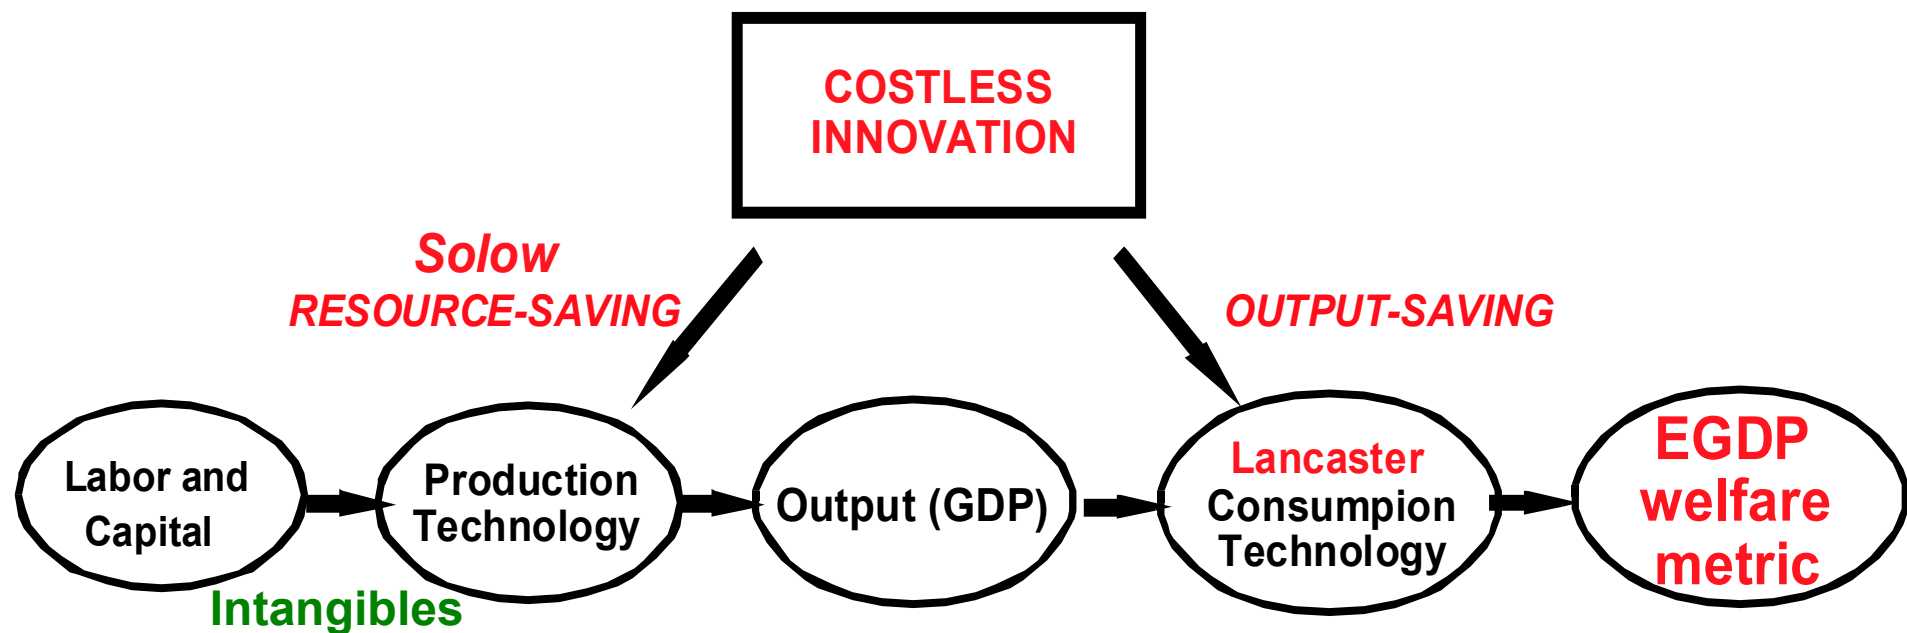 COSTLESS
INNOVATION
Solow
RESOURCE-SAVING
OUTPUT-SAVING
Labor and
Capital
Production
Technology
Output (GDP)
Lancaster
Consumpion
Technology
EGDP
welfare
metric
Intangibles